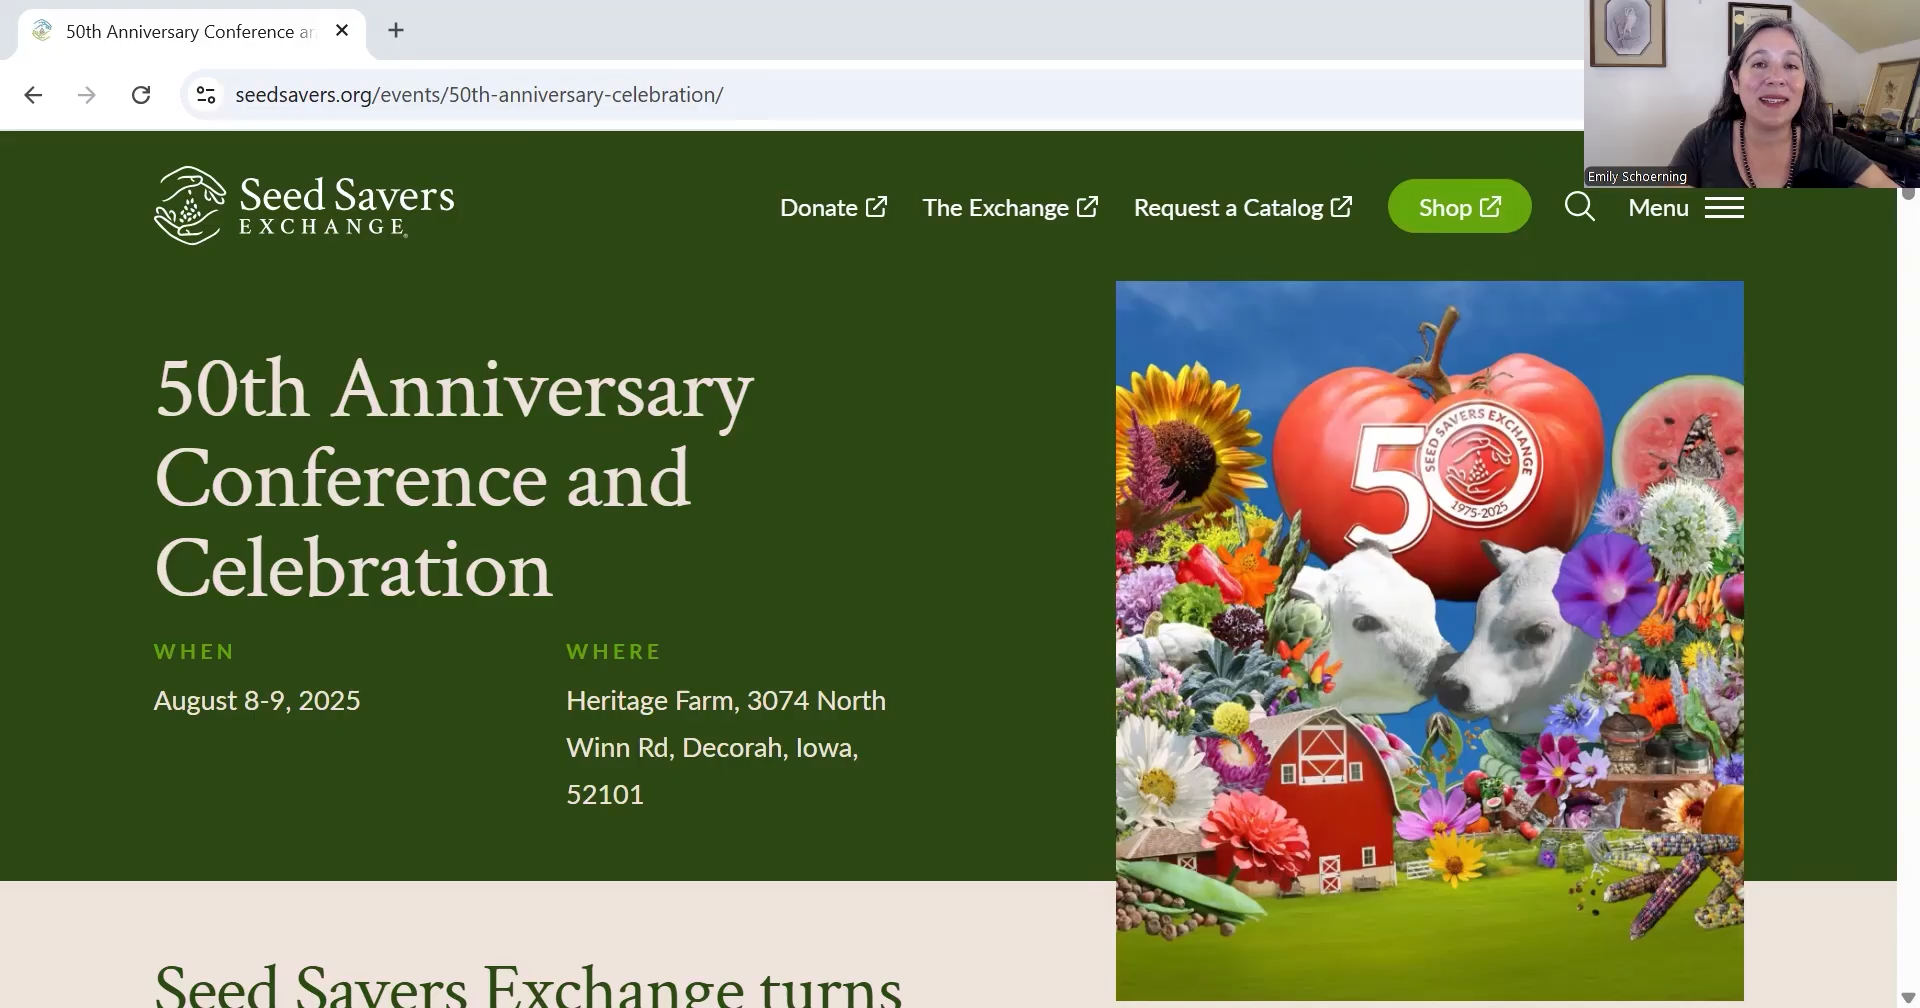 50th Anniversary Conference ar
seedsavers.org/events/50th-anniversary-celebration/
Emily Schoerning
Seed Savers
EXCHANGE
Donate
The Exchange
Request a Catalog
Shop
Menu
50th Anniversary
Conference and
Celebration
WHEN
August 8-9, 2025
WHERE
Heritage Farm, 3074 North
Winn Rd, Decorah, Iowa,
52101
50
SEED SAVERS EXCHANGE
1975-2025
Seed Savers Exchange turns